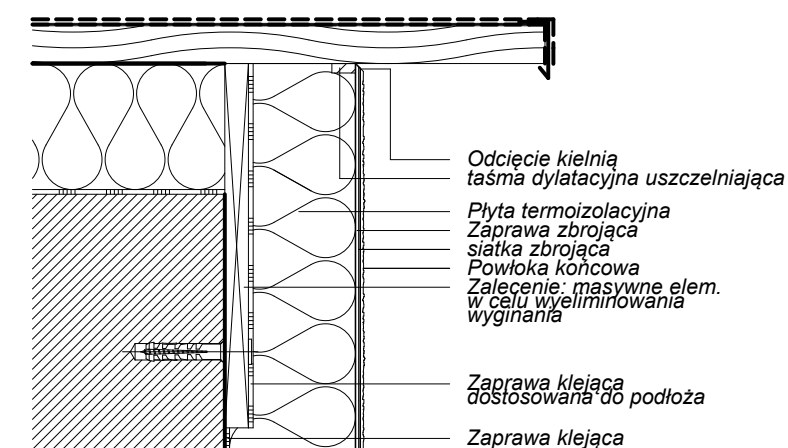 Odcięcie kielnią
taśma dylatacyjna uszczelniająca
Płyta termoizolacyjna
Zaprawa zbrojąca
siatka zbrojąca
Powłoka końcowa
Zalecenie: masywne elem.
w celu wyeliminowania
wyginania
Zaprawa klejąca
dostosowana do podłoża
Zaprawa klejąca